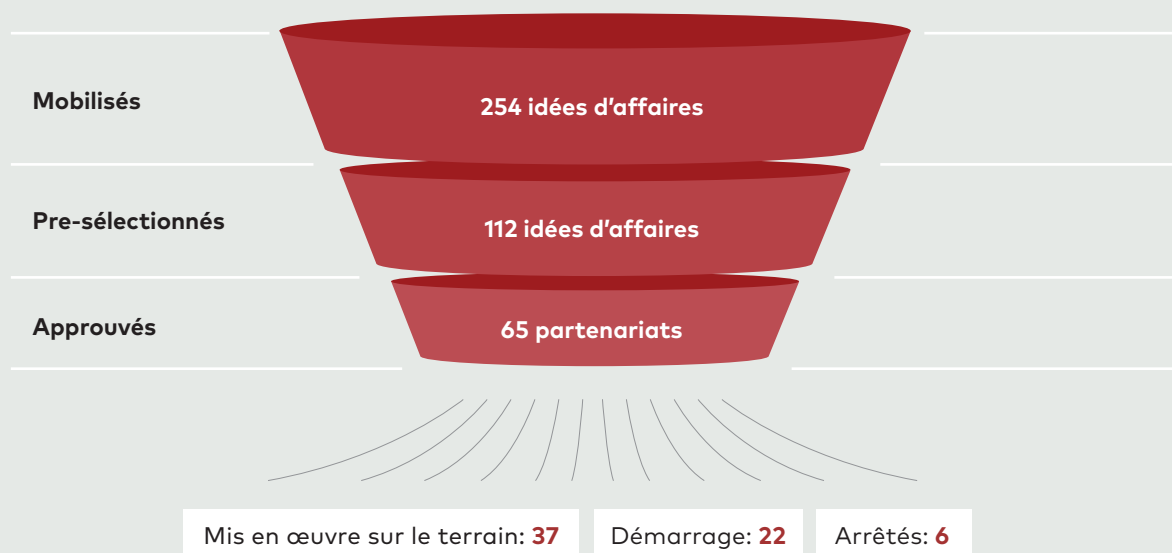 Mobilisés
254 idées d'affaires
Pre-sélectionnés
112 idées d'affaires
Approuvés
65 partenariats
Mis en œuvre sur le terrain: 37
Démarrage: 22
Arrêtés: 6